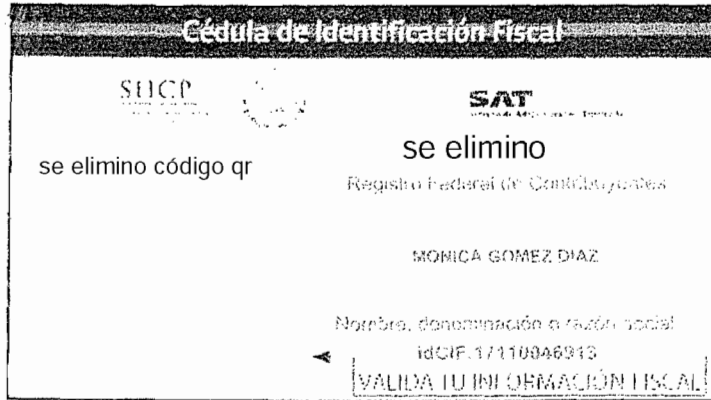 Cédula de Identificación Fiscal
SHCP
SAT
se elimino
se elimino código qr
Registro Federal de Contribuyentes
MONICA GOMEZ DIAZ
Nombre, denominación o razón social
idCIF: 17110046913
VALIDA TU INFORMACIÓN FISCAL